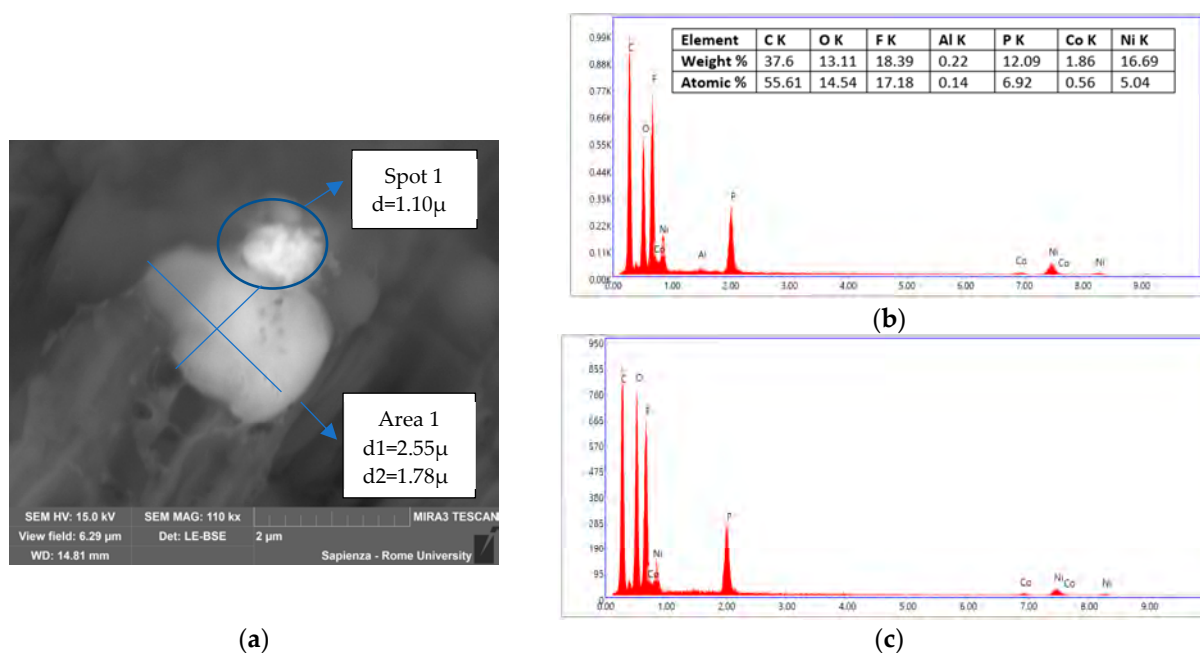 Spot 1
d=1.10μ
Area 1
d1=2.55μ
d2=1.78μ
SEM HV: 15.0 kV SEM MAG: 110 kx MIRA3 TESCAN
View field: 6.29 µm Det: LE-BSE 2 µm
WD: 14.81 mm Sapienza - Rome University
(a)
Element C K O K F K Al K P K Co K Ni K
Weight % 37.6 13.11 18.39 0.22 12.09 1.86 16.69
Atomic % 55.61 14.54 17.18 0.14 6.92 0.56 5.04
0.99K
0.88K
0.77K
0.66K
0.55K
0.44K
0.33K
0.22K
0.11K
0.00K
C
F
O
P
Ni
Co
Al
Co
Ni
Co
Ni
0.00 1.00 2.00 3.00 4.00 5.00 6.00 7.00 8.00 9.00
(b)
950
855
760
665
570
475
380
285
190
95
0
C
O
F
P
Ni
Co
Co
Ni
Co
Ni
0.00 1.00 2.00 3.00 4.00 5.00 6.00 7.00 8.00 9.00
(c)